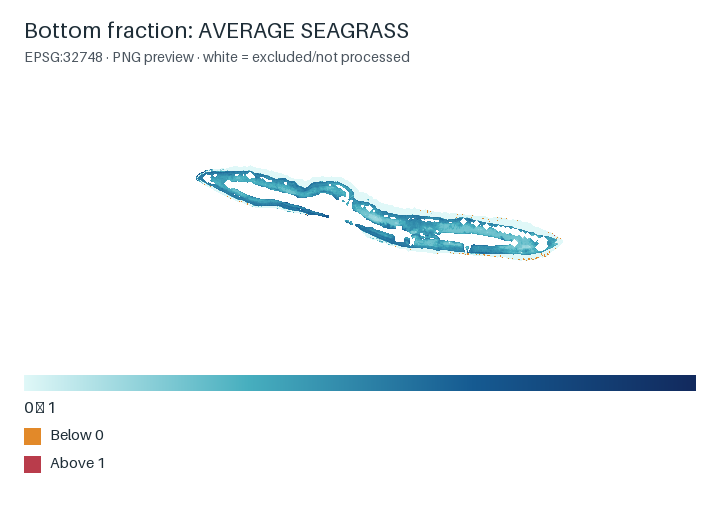 Bottom fraction: AVERAGE SEAGRASS
EPSG:32748 · PNG preview · white = excluded/not processed
0 1
Below 0
Above 1